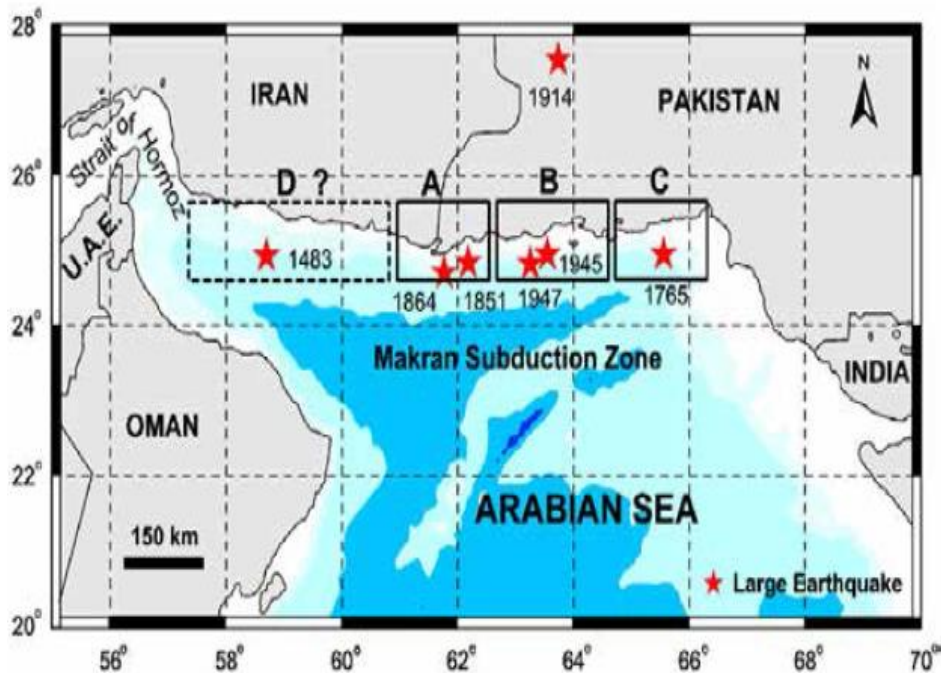 28°
N
IRAN
1914
PAKISTAN
Strait of
Hormoz
26°
D ?
A
B
C
U.A.E.
1483
1945
1864
1851
1947
1765
24°
Makran Subduction Zone
INDIA
OMAN
22°
ARABIAN SEA
150 km
Large Earthquake
20°
56°
58°
60°
62°
64°
66°
68°
70°